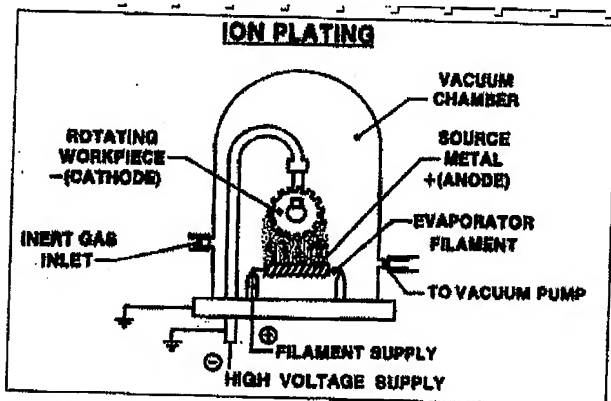 ION PLATING
VACUUM
CHAMBER
ROTATING
WORKPIECE
–(CATHODE)
SOURCE
METAL
+(ANODE)
EVAPORATOR
FILAMENT
INERT GAS
INLET
TO VACUUM PUMP
+
FILAMENT SUPPLY
–
HIGH VOLTAGE SUPPLY